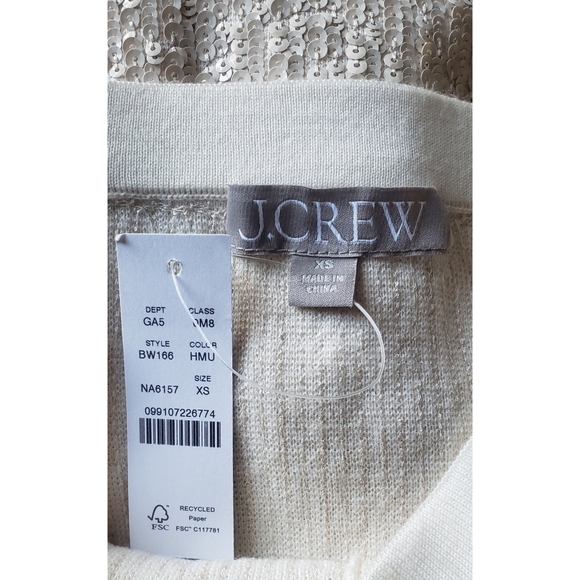 J.CREW
XS
MADE IN
CHINA
DEPT CLASS
GA5 0M8
STYLE COLOR
BW166 HMU
SIZE
NA6157 XS
099107226774
FSC
RECYCLED
Paper
FSC® C117781